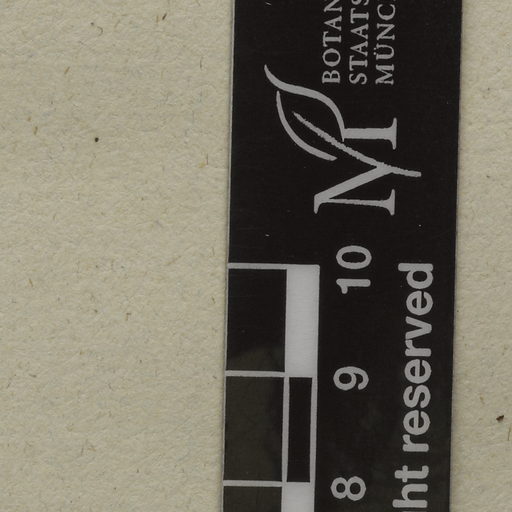 BOTAN
STAATS
MÜNC
10
9
8
ht reserved